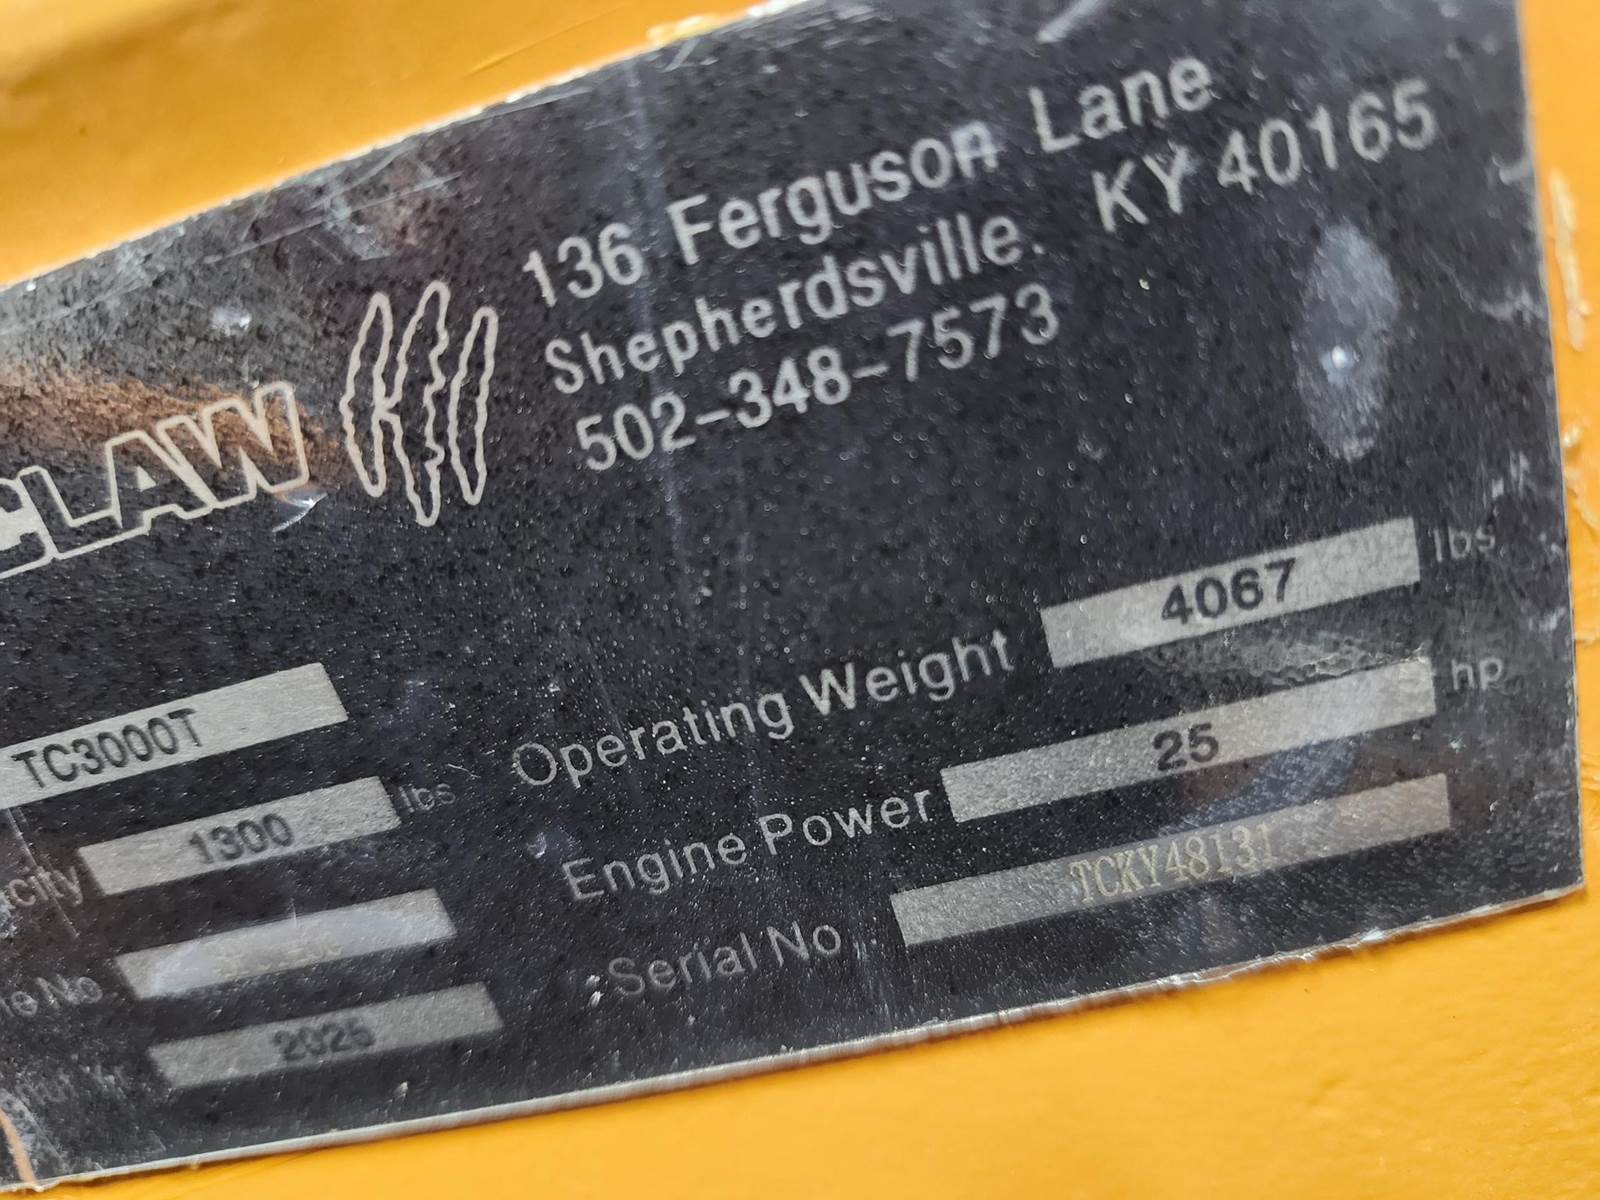 CLAW
136 Ferguson Lane
Shepherdsville. KY 40165
502-348-7573
TC3000T
1300 lbs
Operating Weight 4067 lbs
Engine Power 25 hp
Serial No TCKY48131
No
2025